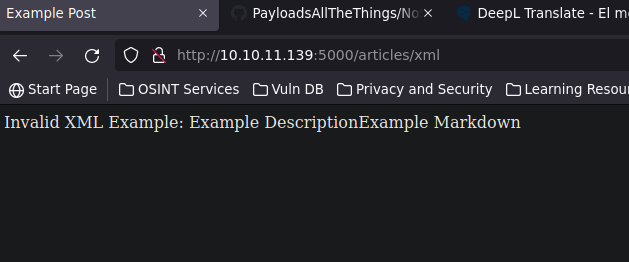 Example Post
PayloadsAllTheThings/No
DeepL Translate - El m
http://10.10.11.139:5000/articles/xml
Start Page OSINT Services Vuln DB Privacy and Security Learning Resou
Invalid XML Example: Example DescriptionExample Markdown